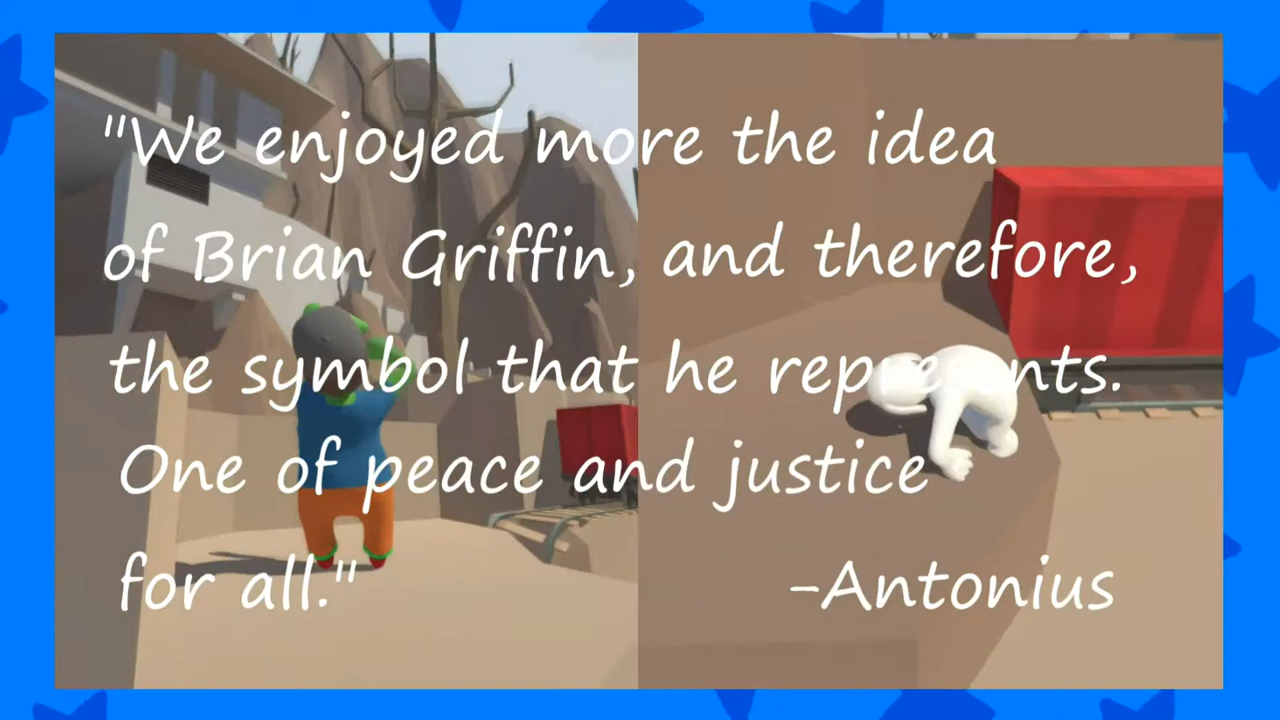 "We enjoyed more the idea
of Brian Griffin, and therefore,
the symbol that he represents.
One of peace and justice
for all."
-Antonius